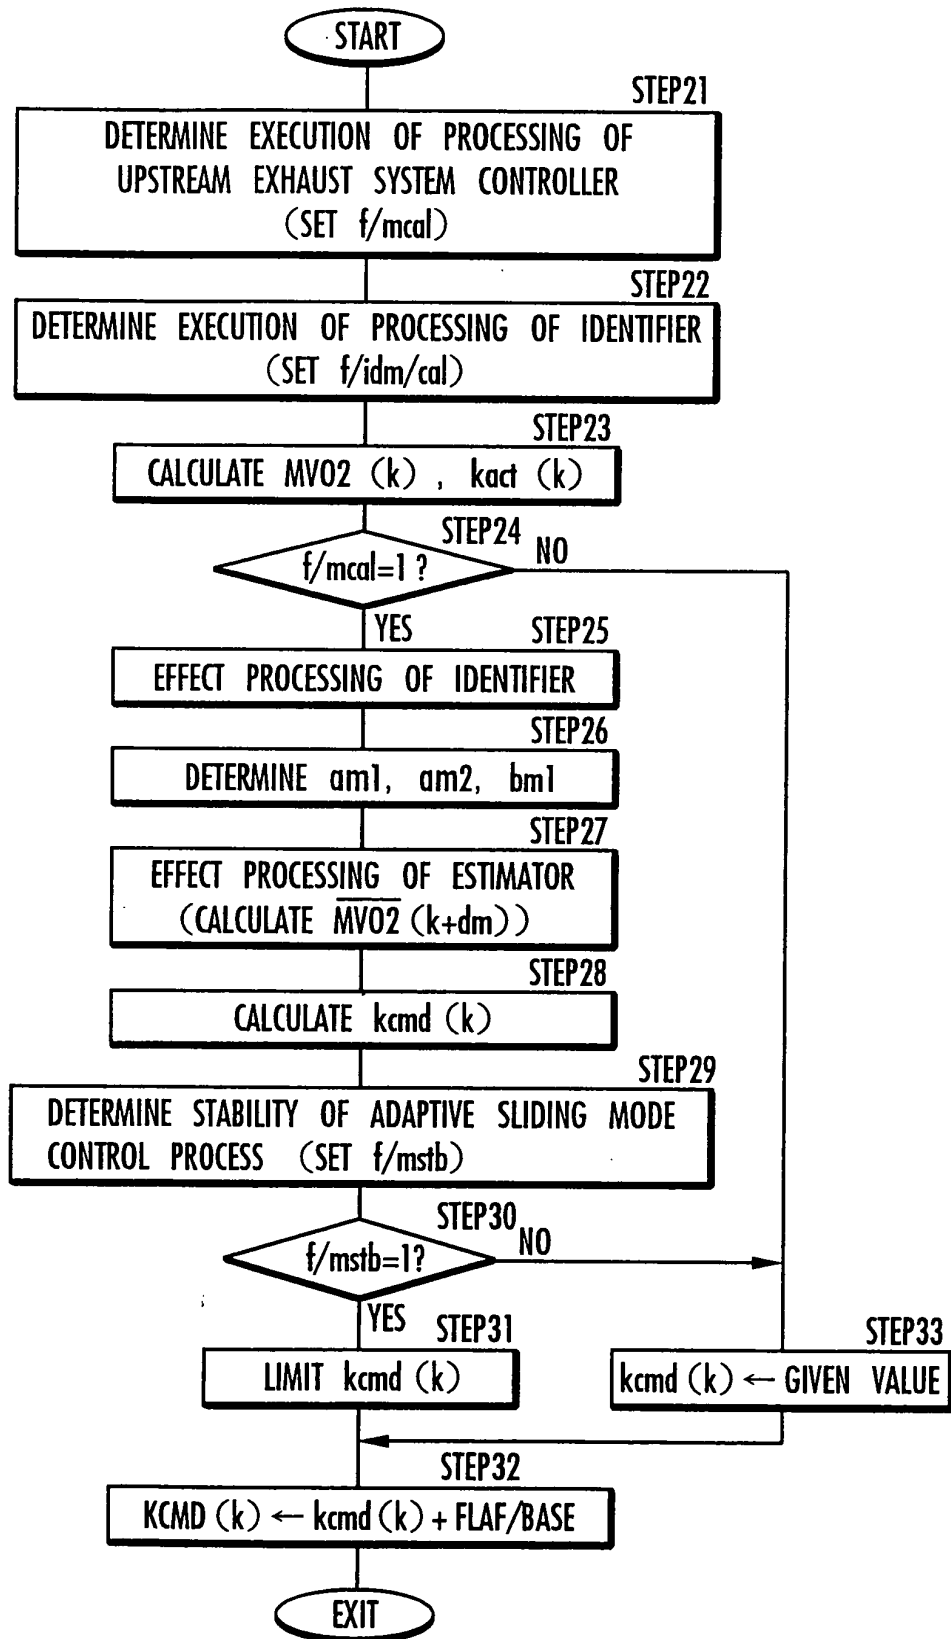 START
STEP21
DETERMINE EXECUTION OF PROCESSING OF
UPSTREAM EXHAUST SYSTEM CONTROLLER
(SET f/mcal)
STEP22
DETERMINE EXECUTION OF PROCESSING OF IDENTIFIER
(SET f/idm/cal)
STEP23
CALCULATE MVO2 (k) , kact (k)
STEP24
f/mcal=1 ?
NO
YES
STEP25
EFFECT PROCESSING OF IDENTIFIER
STEP26
DETERMINE am1, am2, bm1
STEP27
EFFECT PROCESSING OF ESTIMATOR
(CALCULATE \overline{MVO2} (k+dm))
STEP28
CALCULATE kcmd (k)
STEP29
DETERMINE STABILITY OF ADAPTIVE SLIDING MODE
CONTROL PROCESS (SET f/mstb)
STEP30
f/mstb=1?
NO
YES
STEP31
LIMIT kcmd (k)
STEP33
kcmd (k) ← GIVEN VALUE
STEP32
KCMD (k) ← kcmd (k) + FLAF/BASE
EXIT